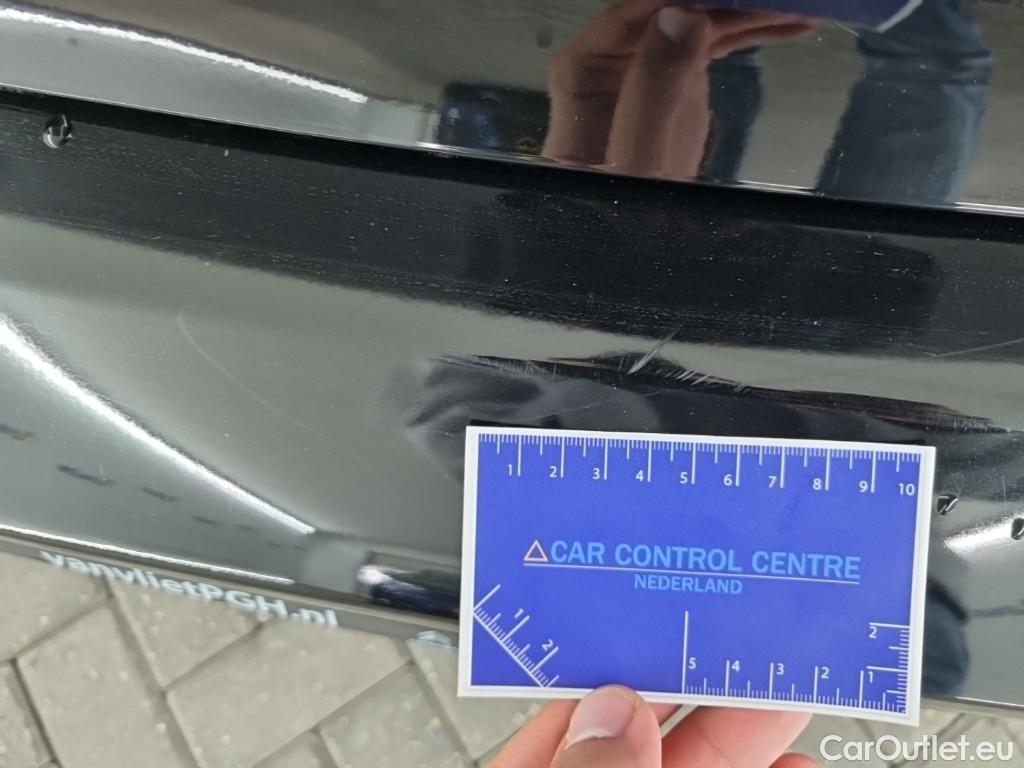 1 2 3 4 5 6 7 8 9 10
CAR CONTROL CENTRE
NEDERLAND
1 2
2
5 4 3 2 1
vanvlietPGH.nl
CarOutlet.eu